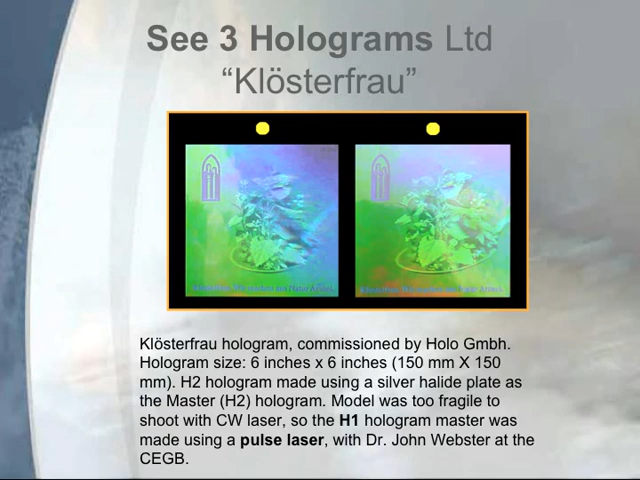 See 3 Holograms Ltd
“Klösterfrau”
Klösterfrau hologram, commissioned by Holo Gmbh.
Hologram size: 6 inches x 6 inches (150 mm X 150
mm). H2 hologram made using a silver halide plate as
the Master (H2) hologram. Model was too fragile to
shoot with CW laser, so the H1 hologram master was
made using a pulse laser, with Dr. John Webster at the
CEGB.